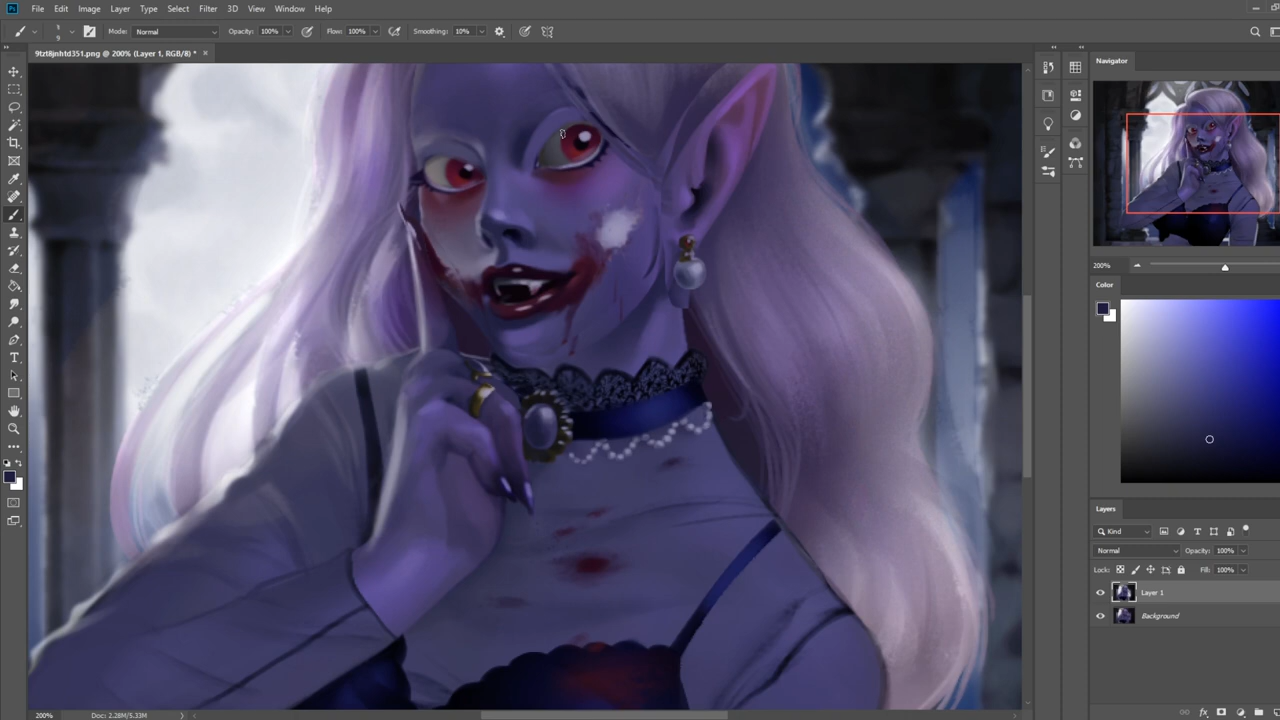 Ps File Edit Image Layer Type Select Filter 3D View Window Help
Mode: Normal Opacity: 100% Flow: 100% Smoothing: 10%
9tzt8jnhtd351.png @ 200% (Layer 1, RGB/8) * ×
Navigator
200%
Color
Layers
Kind
Normal Opacity: 100%
Lock: Fill: 100%
Layer 1
Background
200% Doc: 2.28M/5.33M